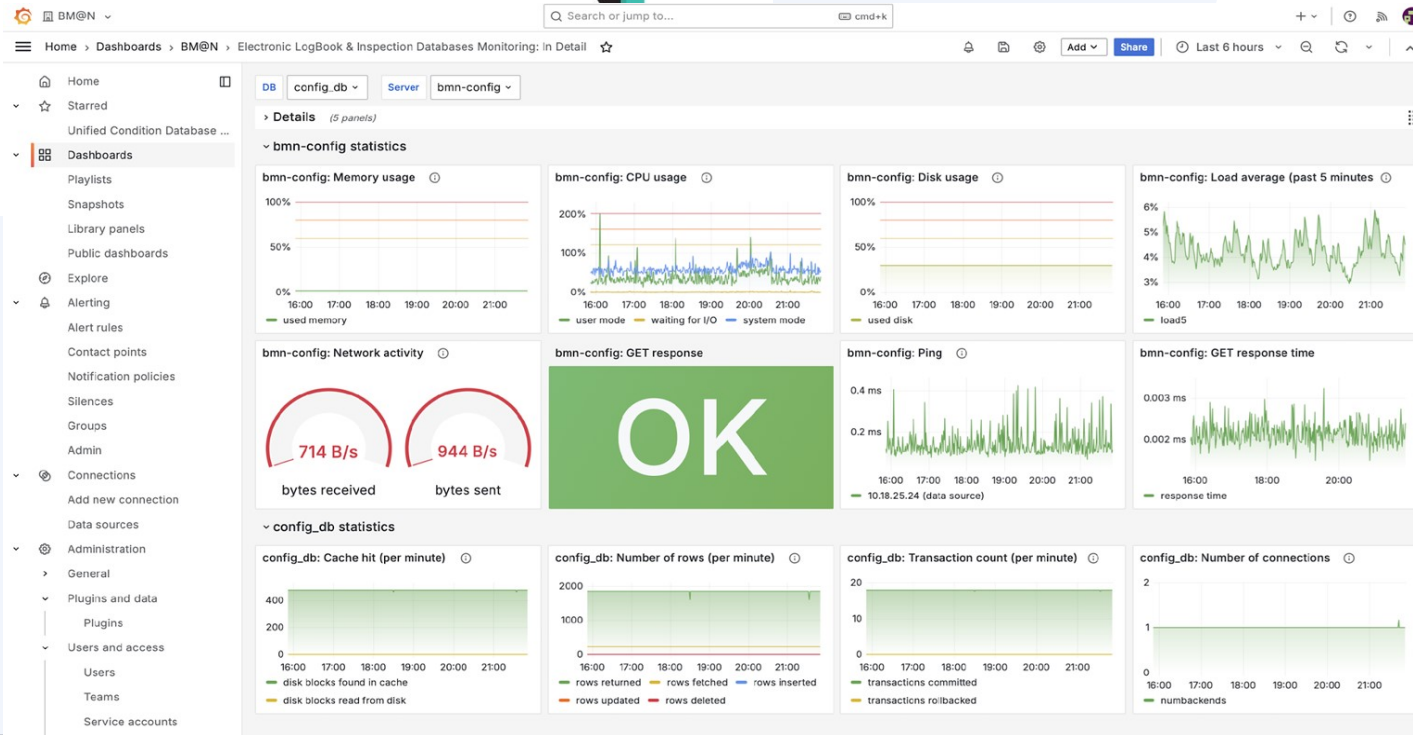 BM@N
Search or jump to...
cmd+k
Home › Dashboards › BM@N › Electronic LogBook & Inspection Databases Monitoring: In Detail
Add
Share
Last 6 hours
Home
Starred
Unified Condition Database ...
Dashboards
Playlists
Snapshots
Library panels
Public dashboards
Explore
Alerting
Alert rules
Contact points
Notification policies
Silences
Groups
Admin
Connections
Add new connection
Data sources
Administration
General
Plugins and data
Plugins
Users and access
Users
Teams
Service accounts
DB config_db Server bmn-config
Details (5 panels)
bmn-config statistics
bmn-config: Memory usage
100%
50%
0%
16:00 17:00 18:00 19:00 20:00 21:00
used memory
bmn-config: CPU usage
200%
100%
0%
16:00 17:00 18:00 19:00 20:00 21:00
user mode waiting for I/O system mode
bmn-config: Disk usage
100%
50%
0%
16:00 17:00 18:00 19:00 20:00 21:00
used disk
bmn-config: Load average (past 5 minutes
6%
5%
4%
3%
16:00 17:00 18:00 19:00 20:00 21:00
load5
bmn-config: Network activity
714 B/s 944 B/s
bytes received bytes sent
bmn-config: GET response
OK
bmn-config: Ping
0.4 ms
0.2 ms
16:00 17:00 18:00 19:00 20:00 21:00
10.18.25.24 (data source)
bmn-config: GET response time
0.003 ms
0.002 ms
16:00 18:00 20:00
response time
config_db statistics
config_db: Cache hit (per minute)
400
200
0
16:00 17:00 18:00 19:00 20:00 21:00
disk blocks found in cache
disk blocks read from disk
config_db: Number of rows (per minute)
2000
1000
0
16:00 17:00 18:00 19:00 20:00 21:00
rows returned rows fetched rows inserted
rows updated rows deleted
config_db: Transaction count (per minute)
20
10
0
16:00 17:00 18:00 19:00 20:00 21:00
transactions committed
transactions rollbacked
config_db: Number of connections
2
1
0
16:00 17:00 18:00 19:00 20:00 21:00
numbackends